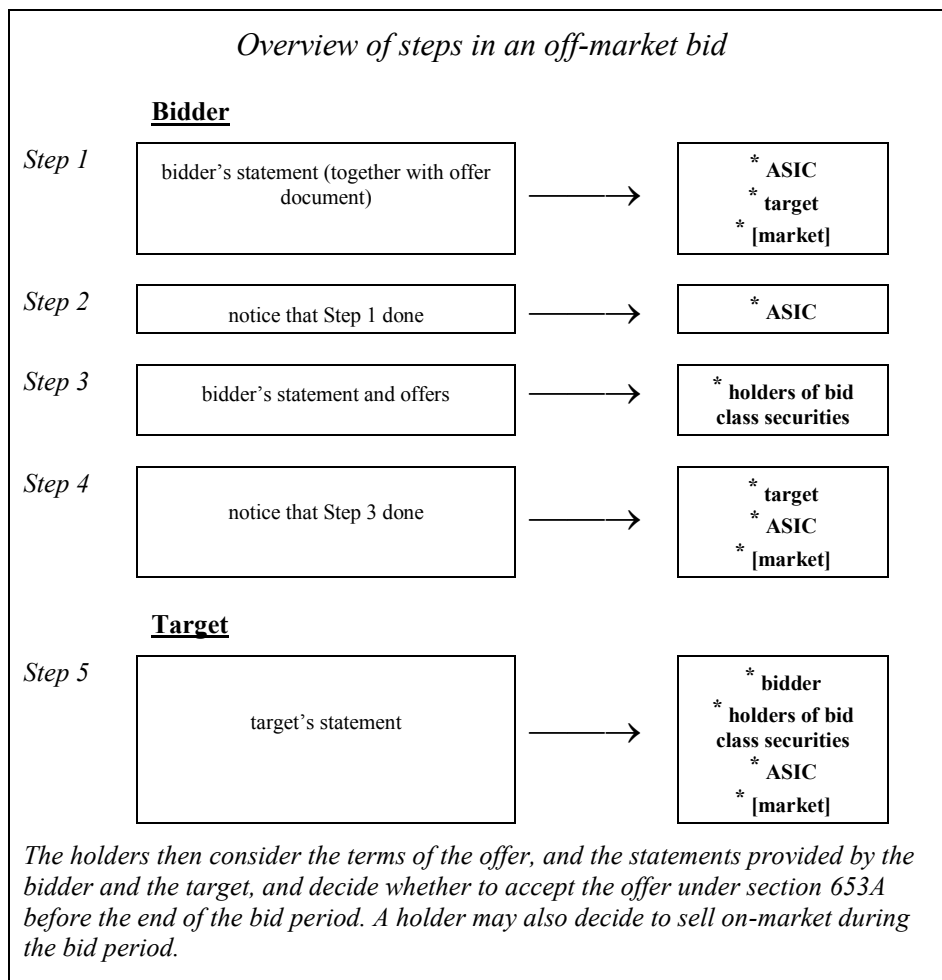 Overview of steps in an off-market bid
Bidder
Step 1
bidder’s statement (together with offer
document)
* ASIC
* target
* [market]
Step 2
notice that Step 1 done
* ASIC
Step 3
bidder’s statement and offers
* holders of bid
class securities
Step 4
notice that Step 3 done
* target
* ASIC
* [market]
Target
Step 5
target’s statement
* bidder
* holders of bid
class securities
* ASIC
* [market]
The holders then consider the terms of the offer, and the statements provided by the
bidder and the target, and decide whether to accept the offer under section 653A
before the end of the bid period. A holder may also decide to sell on-market during
the bid period.